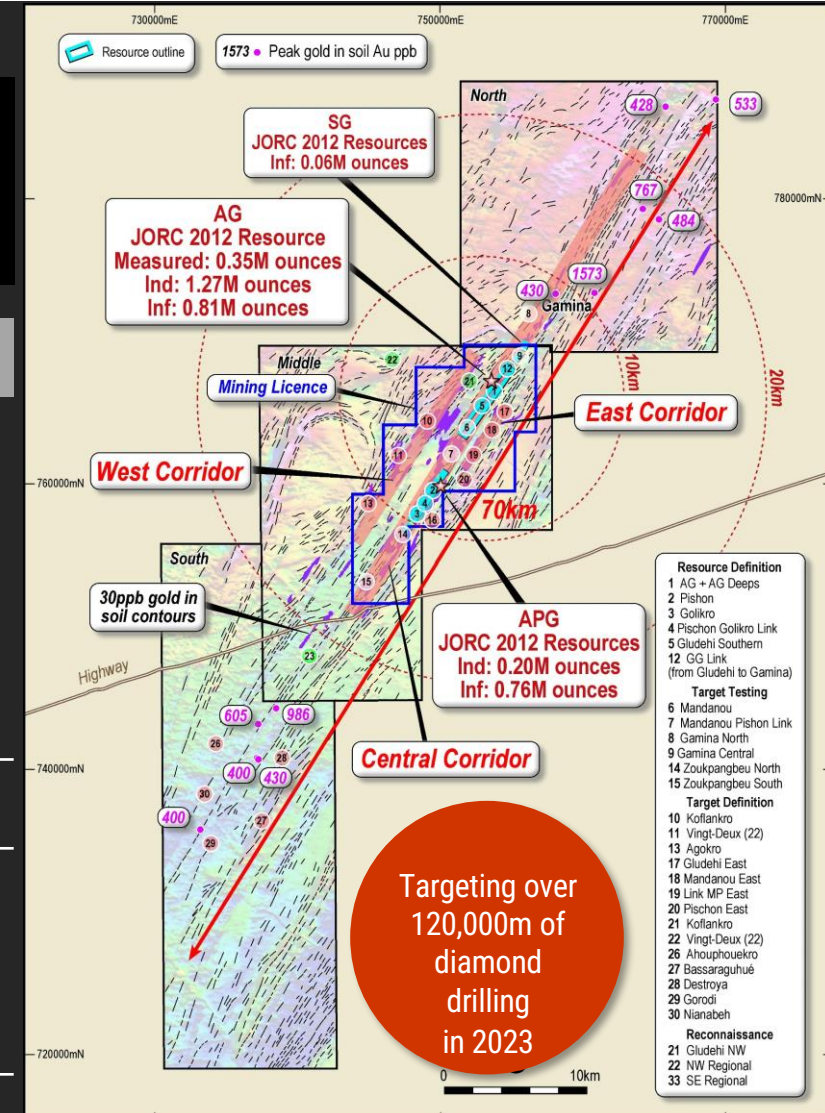 730000mE
750000mE
770000mE
Resource outline
1573 Peak gold in soil Au ppb
North
428
533
SG
JORC 2012 Resources
Inf: 0.06M ounces
767
484
780000mN
AG
JORC 2012 Resource
Measured: 0.35M ounces
Ind: 1.27M ounces
Inf: 0.81M ounces
430
1573
Gamina
8
Middle
22
9
12
10km
20km
Mining Licence
21
1
5
17
10
6
18
East Corridor
11
7
19
West Corridor
20
760000mN
2
13
4
3
16
70km
14
South
15
30ppb gold in
soil contours
23
APG
JORC 2012 Resources
Ind: 0.20M ounces
Inf: 0.76M ounces
Highway
605
986
26
28
Central Corridor
400
430
740000mN
30
400
27
29
Targeting over
120,000m of
diamond
drilling
in 2023
720000mN
0
10km
Resource Definition
1 AG + AG Deeps
2 Pishon
3 Golikro
4 Pischon Golikro Link
5 Gludehi Southern
12 GG Link
(from Gludehi to Gamina)
Target Testing
6 Mandanou
7 Mandanou Pishon Link
8 Gamina North
9 Gamina Central
14 Zoukpangbeu North
15 Zoukpangbeu South
Target Definition
10 Koflankro
11 Vingt-Deux (22)
13 Agokro
17 Gludehi East
18 Mandanou East
19 Link MP East
20 Pischon East
21 Koflankro
22 Vingt-Deux (22)
26 Ahouphouekro
27 Bassaraguhué
28 Destroya
29 Gorodi
30 Nianabeh
Reconnaissance
21 Gludehi NW
22 NW Regional
33 SE Regional